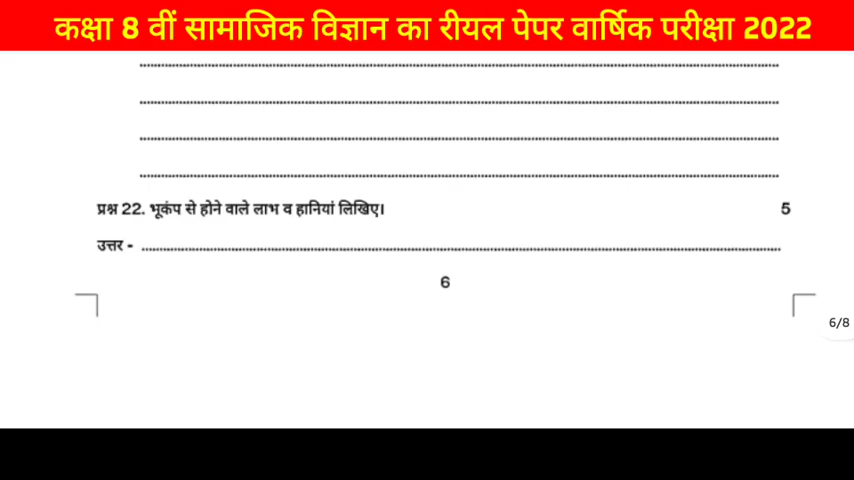 कक्षा 8 वीं सामाजिक विज्ञान का रीयल पेपर वार्षिक परीक्षा 2022
प्रश्न 22. भूकंप से होने वाले लाभ व हानियां लिखिए। 5
उत्तर - ................................................................................
6
6/8